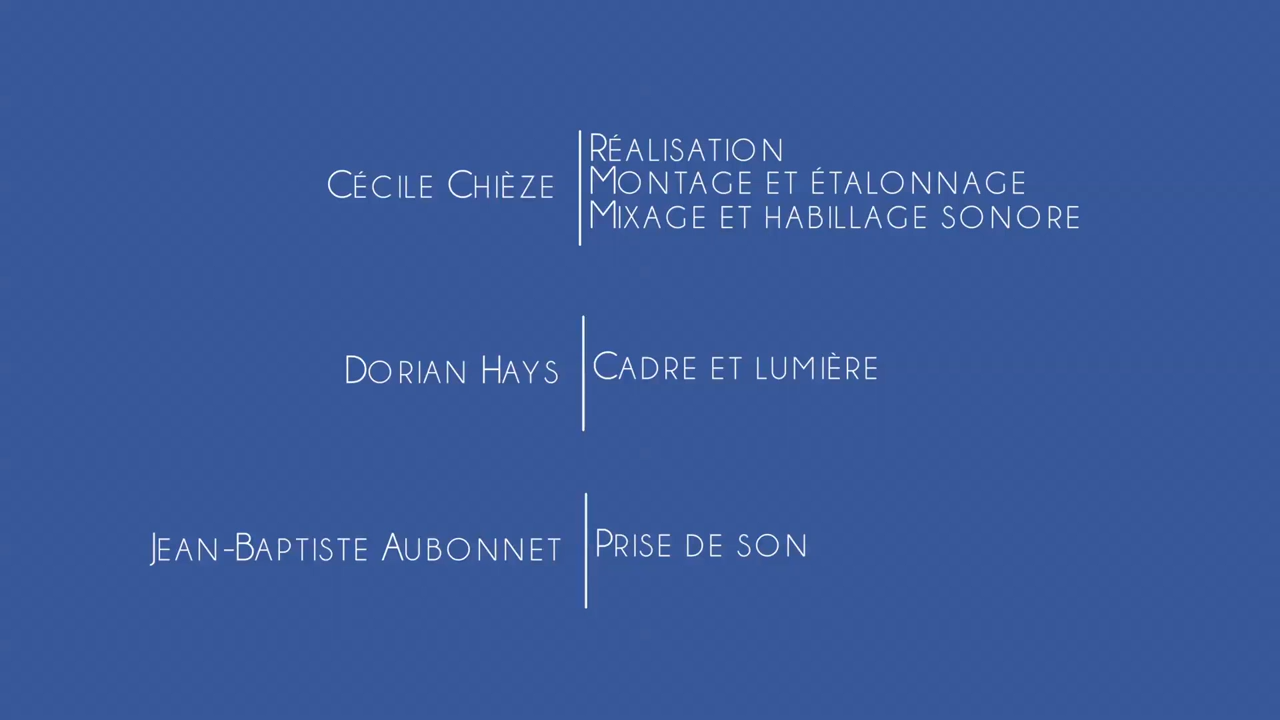 Cécile Chièze
Réalisation
Montage et étalonnage
Mixage et habillage sonore
Dorian Hays
Cadre et lumière
Jean-Baptiste Aubonnet
Prise de son